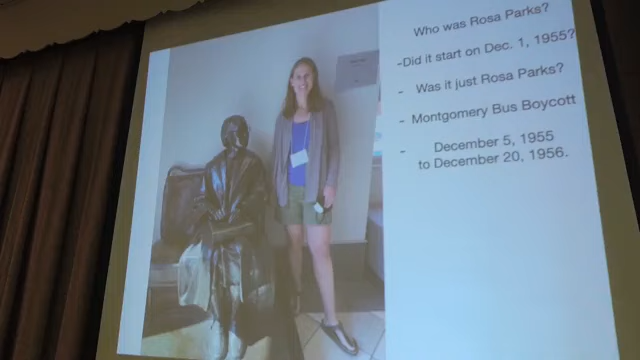 Who was Rosa Parks?
-Did it start on Dec. 1, 1955?
- Was it just Rosa Parks?
- Montgomery Bus Boycott
- December 5, 1955
to December 20, 1956.